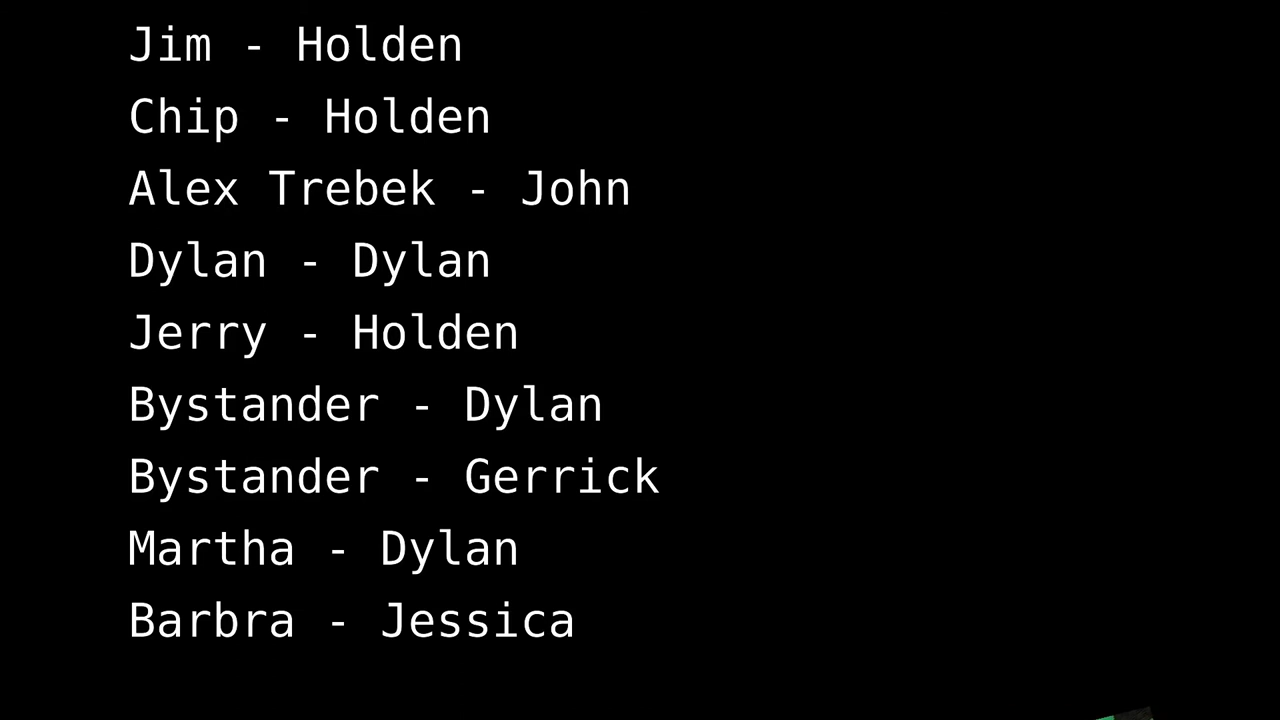 Jim - Holden
Chip - Holden
Alex Trebek - John
Dylan - Dylan
Jerry - Holden
Bystander - Dylan
Bystander - Gerrick
Martha - Dylan
Barbra - Jessica